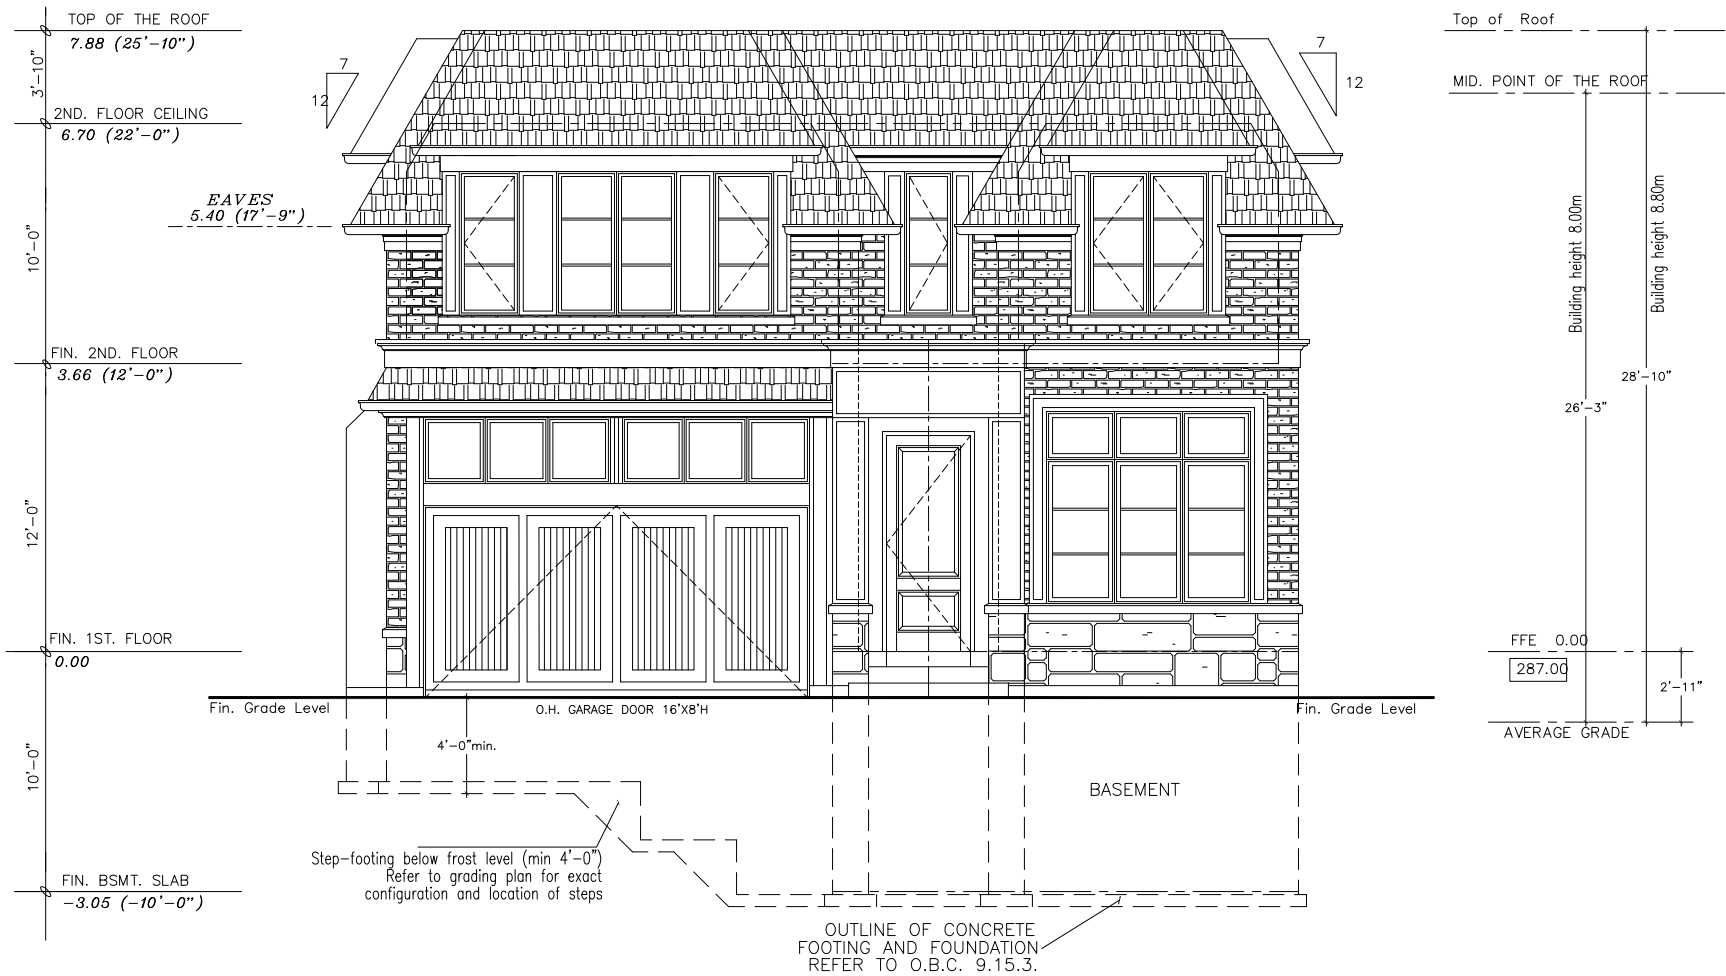 TOP OF THE ROOF
7.88 (25'-10")
3'-10"
2ND. FLOOR CEILING
6.70 (22'-0")
7
12
EAVES
5.40 (17'-9")
10'-0"
FIN. 2ND. FLOOR
3.66 (12'-0")
12'-0"
FIN. 1ST. FLOOR
0.00
Fin. Grade Level
10'-0"
FIN. BSMT. SLAB
-3.05 (-10'-0")
O.H. GARAGE DOOR 16'X8'H
4'-0"min.
Step-footing below frost level (min 4'-0")
Refer to grading plan for exact
configuration and location of steps
BASEMENT
OUTLINE OF CONCRETE
FOOTING AND FOUNDATION
REFER TO O.B.C. 9.15.3.
7
12
Top of Roof
MID. POINT OF THE ROOF
Building height 8.00m
Building height 8.80m
28'-10"
26'-3"
FFE 0.00
287.00
2'-11"
Fin. Grade Level
AVERAGE GRADE